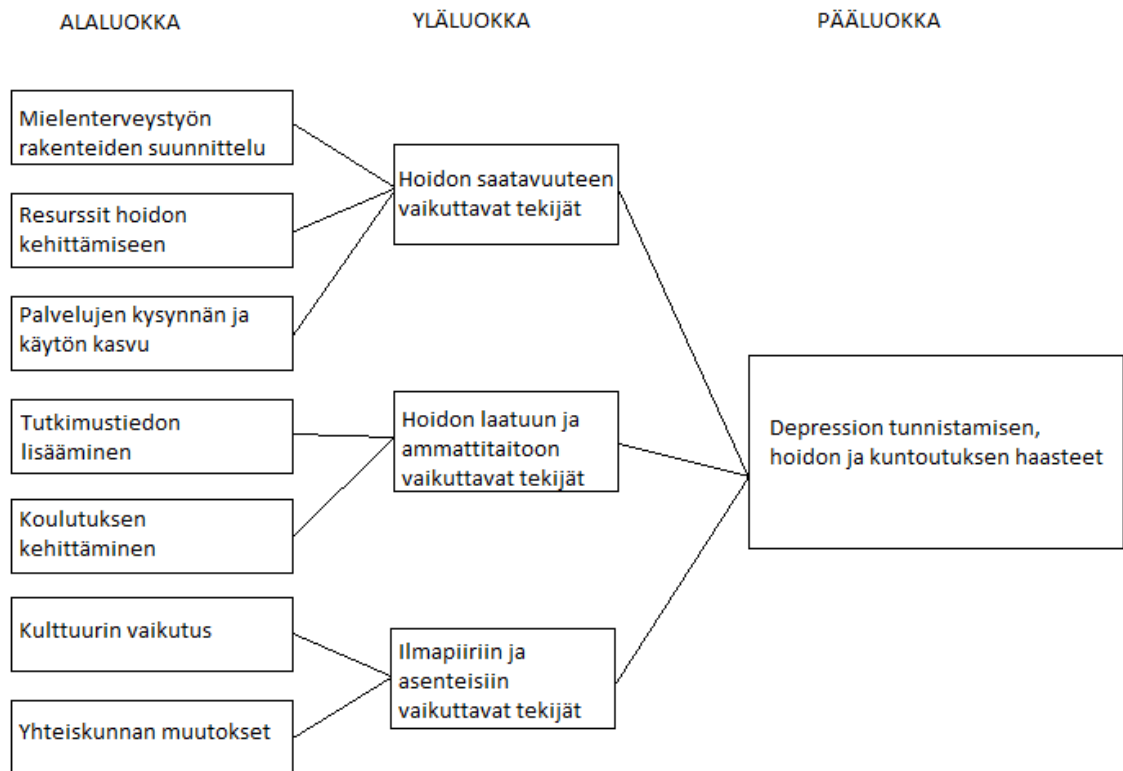 ALALUOKKA
YLÄLUOKKA
PÄÄLUOKKA
Mielenterveystyön
rakenteiden suunnittelu
Resurssit hoidon
kehittämiseen
Palvelujen kysynnän ja
käytön kasvu
Tutkimustiedon
lisääminen
Koulutuksen
kehittäminen
Kulttuurin vaikutus
Yhteiskunnan muutokset
Hoidon saatavuuteen
vaikuttavat tekijät
Hoidon laatuun ja
ammattitaitoon
vaikuttavat tekijät
Ilmapiiriin ja
asenteisiin
vaikuttavat tekijät
Depression tunnistamisen,
hoidon ja kuntoutuksen haasteet